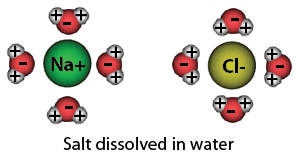 + - + + - +
+ + - Na+ - + + + - Cl- - + +
+ - + + - +
Salt dissolved in water